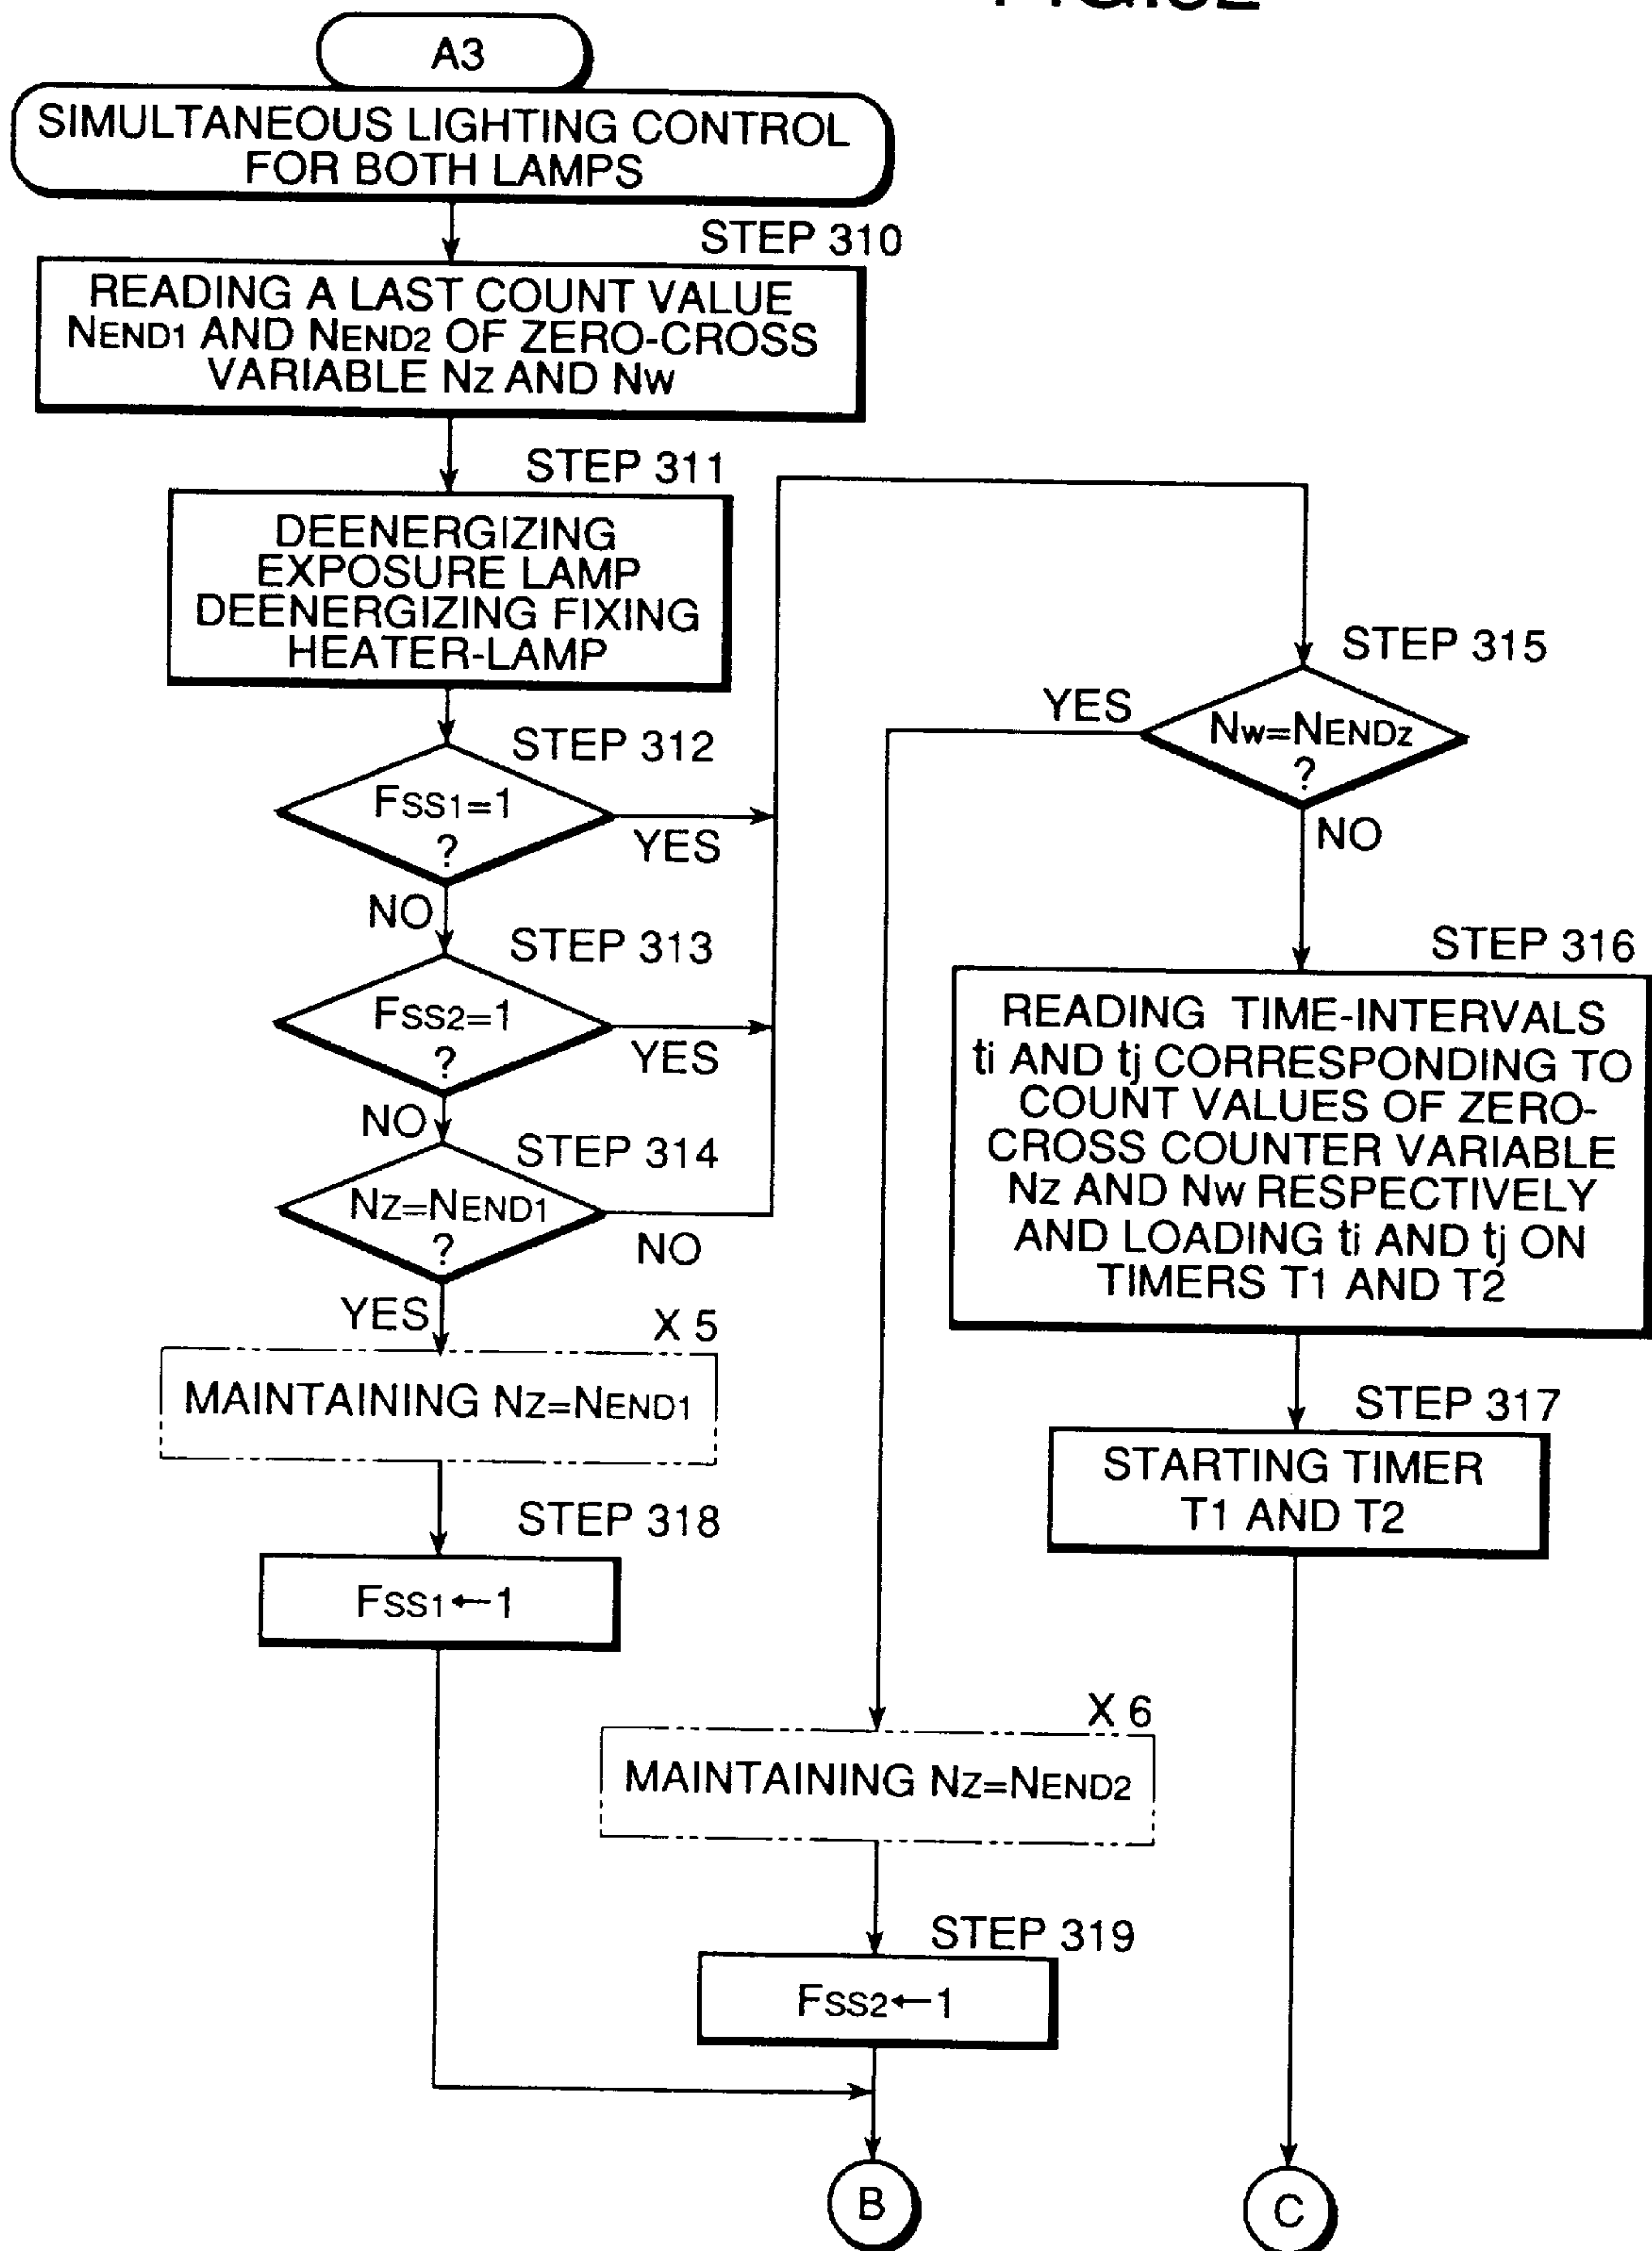 A3
SIMULTANEOUS LIGHTING CONTROL
FOR BOTH LAMPS
STEP 310
READING A LAST COUNT VALUE
NEND1 AND NEND2 OF ZERO-CROSS
VARIABLE NZ AND NW
STEP 311
DEENERGIZING
EXPOSURE LAMP
DEENERGIZING FIXING
HEATER-LAMP
STEP 312
FSS1=1
?
YES
NO
STEP 313
FSS2=1
?
YES
NO
STEP 314
NZ=NEND1
?
NO
YES
X 5
MAINTAINING NZ=NEND1
STEP 318
FSS1←1
STEP 315
YES
NW=NENDZ
?
NO
STEP 316
READING TIME-INTERVALS
ti AND tj CORRESPONDING TO
COUNT VALUES OF ZERO-
CROSS COUNTER VARIABLE
NZ AND NW RESPECTIVELY
AND LOADING ti AND tj ON
TIMERS T1 AND T2
STEP 317
STARTING TIMER
T1 AND T2
X 6
MAINTAINING NZ=NEND2
STEP 319
FSS2←1
B
C